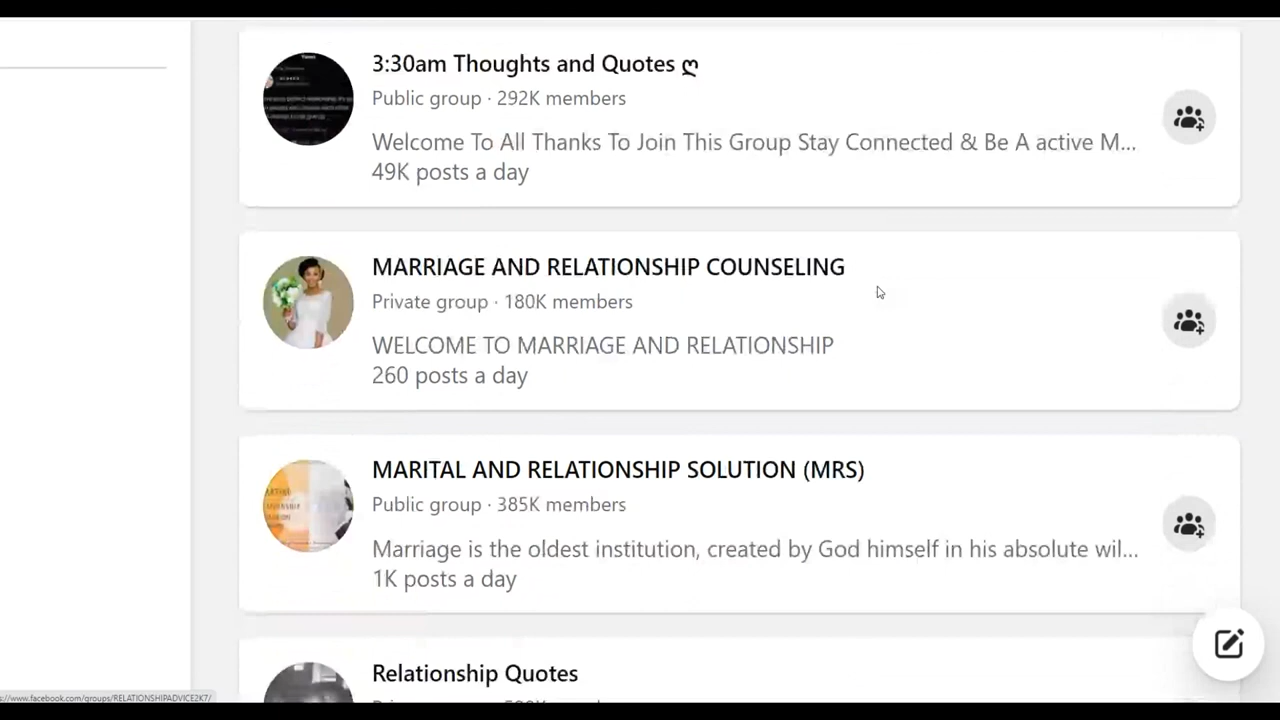 3:30am Thoughts and Quotes ღ
Public group · 292K members
Welcome To All Thanks To Join This Group Stay Connected & Be A active M...
49K posts a day
MARRIAGE AND RELATIONSHIP COUNSELING
Private group · 180K members
WELCOME TO MARRIAGE AND RELATIONSHIP
260 posts a day
MARITAL AND RELATIONSHIP SOLUTION (MRS)
Public group · 385K members
Marriage is the oldest institution, created by God himself in his absolute wil...
1K posts a day
Relationship Quotes
s://www.facebook.com/groups/RELATIONSHIPADVICE2K7/